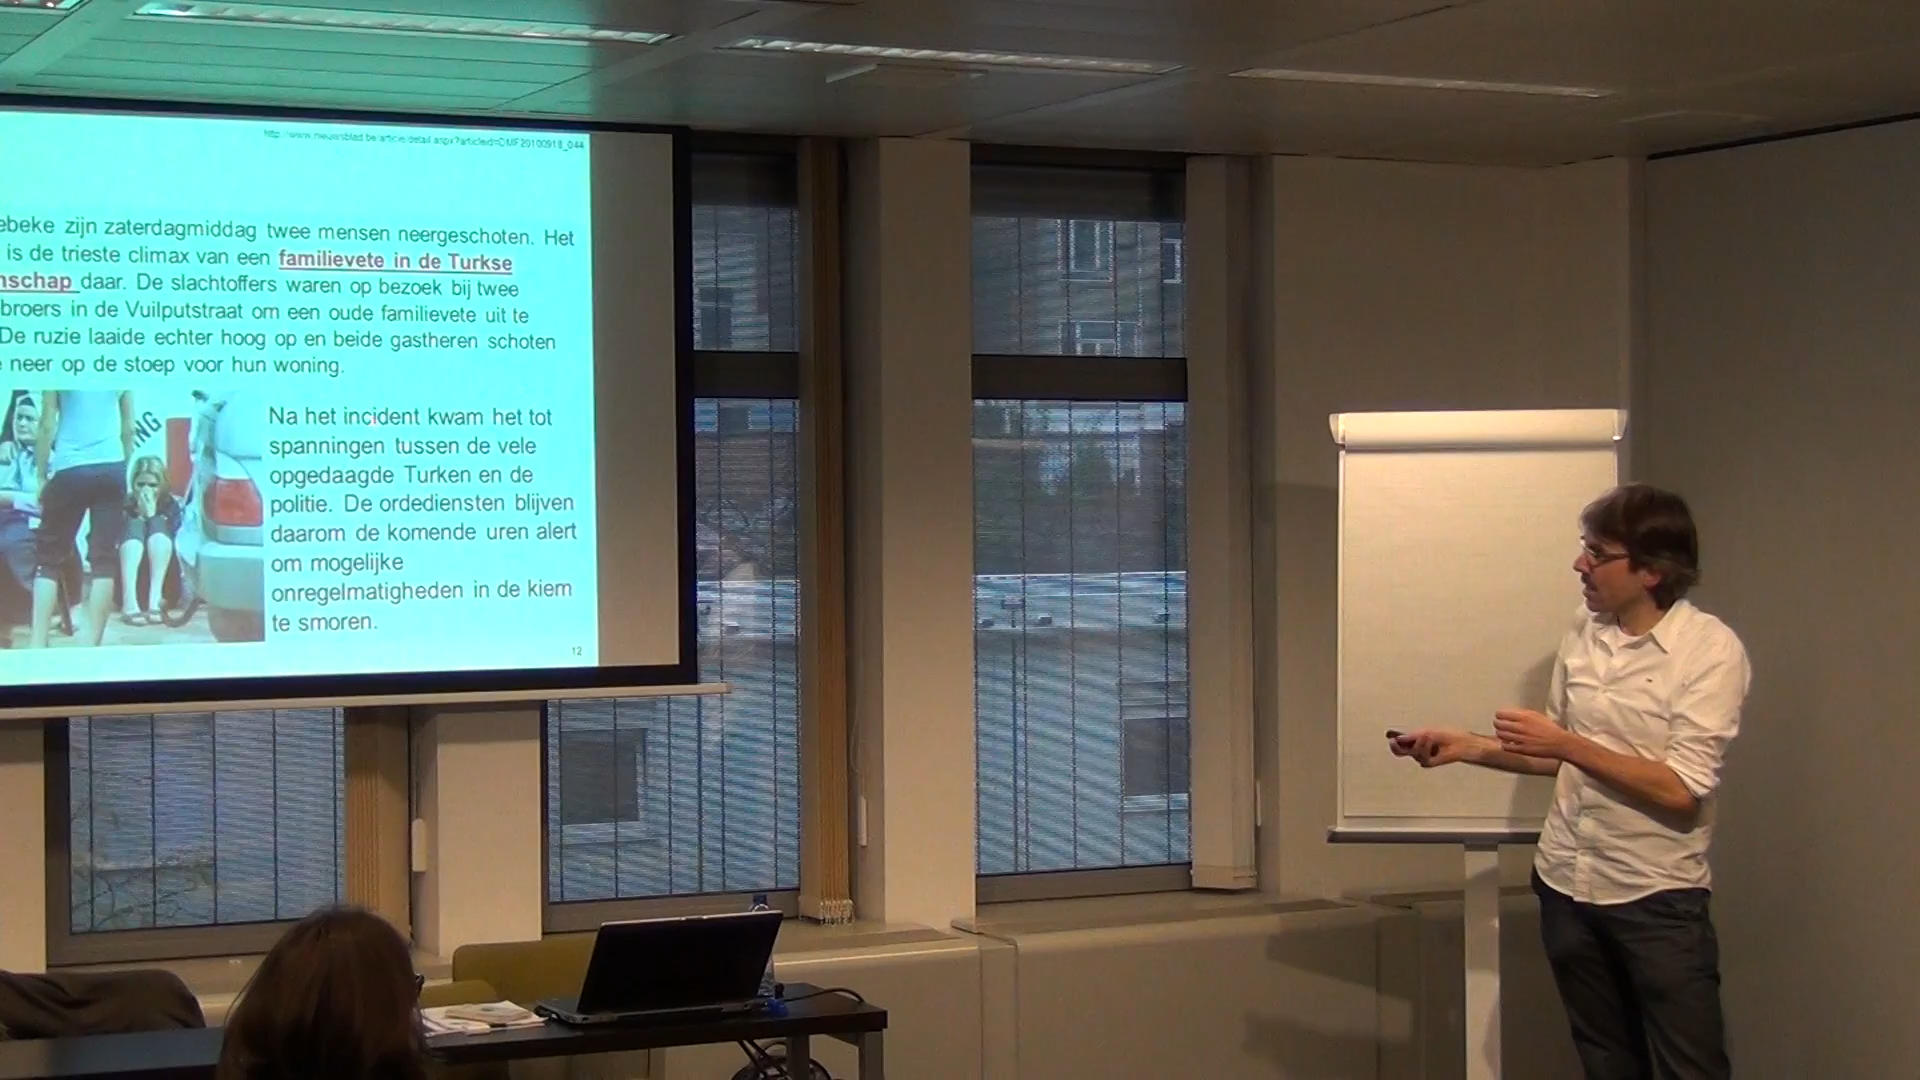 http://www.nieuwsblad.be/article/detail.aspx?articleid=DMF20100918_044
ebeke zijn zaterdagmiddag twee mensen neergeschoten. Het
is de trieste climax van een familievete in de Turkse
nschap daar. De slachtoffers waren op bezoek bij twee
broers in de Vuilputstraat om een oude familievete uit te
De ruzie laaide echter hoog op en beide gastheren schoten
e neer op de stoep voor hun woning.
NG
Na het incident kwam het tot
spanningen tussen de vele
opgedaagde Turken en de
politie. De ordediensten blijven
daarom de komende uren alert
om mogelijke
onregelmatigheden in de kiem
te smoren.
12